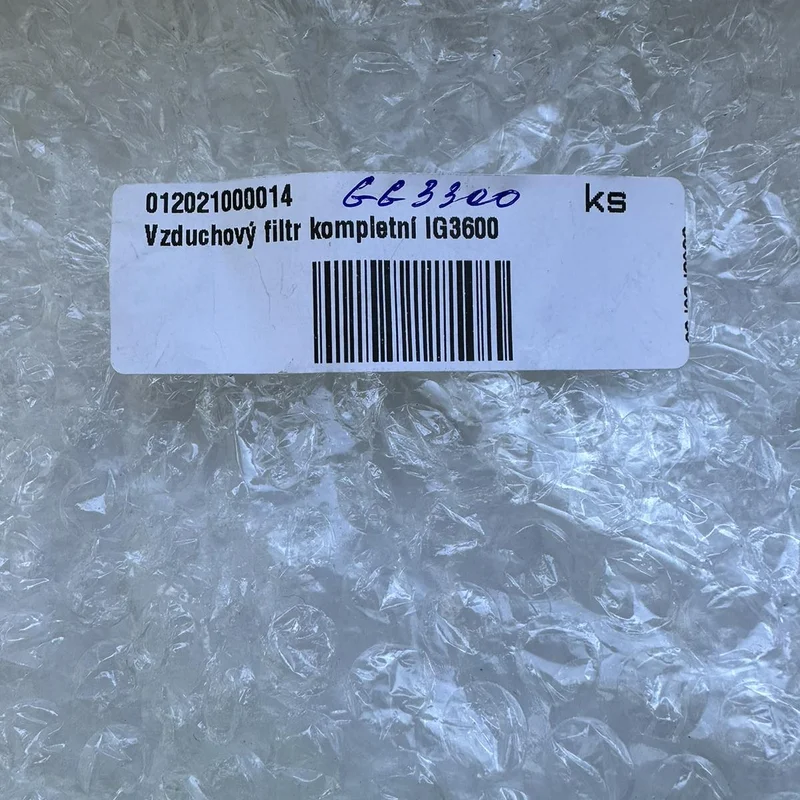 012021000014 GG3300 ks
Vzduchový filtr kompletní IG3600